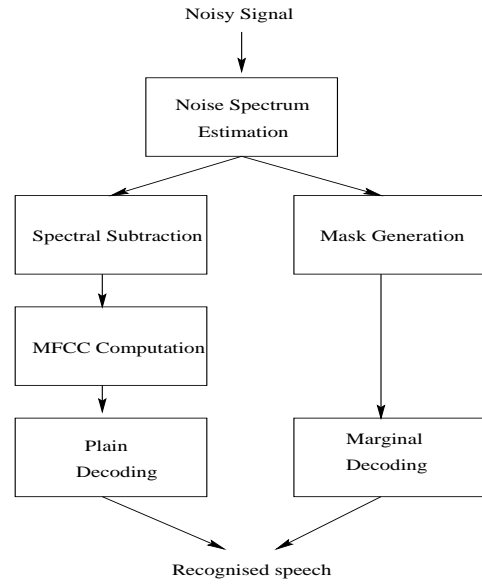 Noisy Signal
Noise Spectrum
Estimation
Spectral Subtraction
Mask Generation
MFCC Computation
Plain
Decoding
Marginal
Decoding
Recognised speech